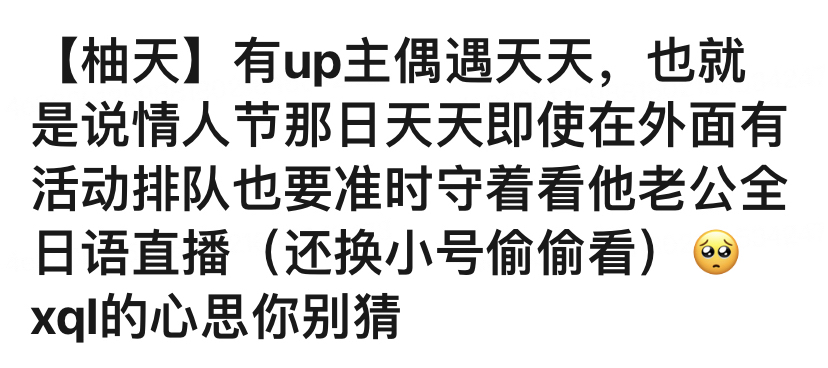 【柚天】有up主偶遇天天，也就
是说情人节那日天天即使在外面有
活动排队也要准时守着看他老公全
日语直播（还换小号偷偷看）🥺
xql的心思你别猜